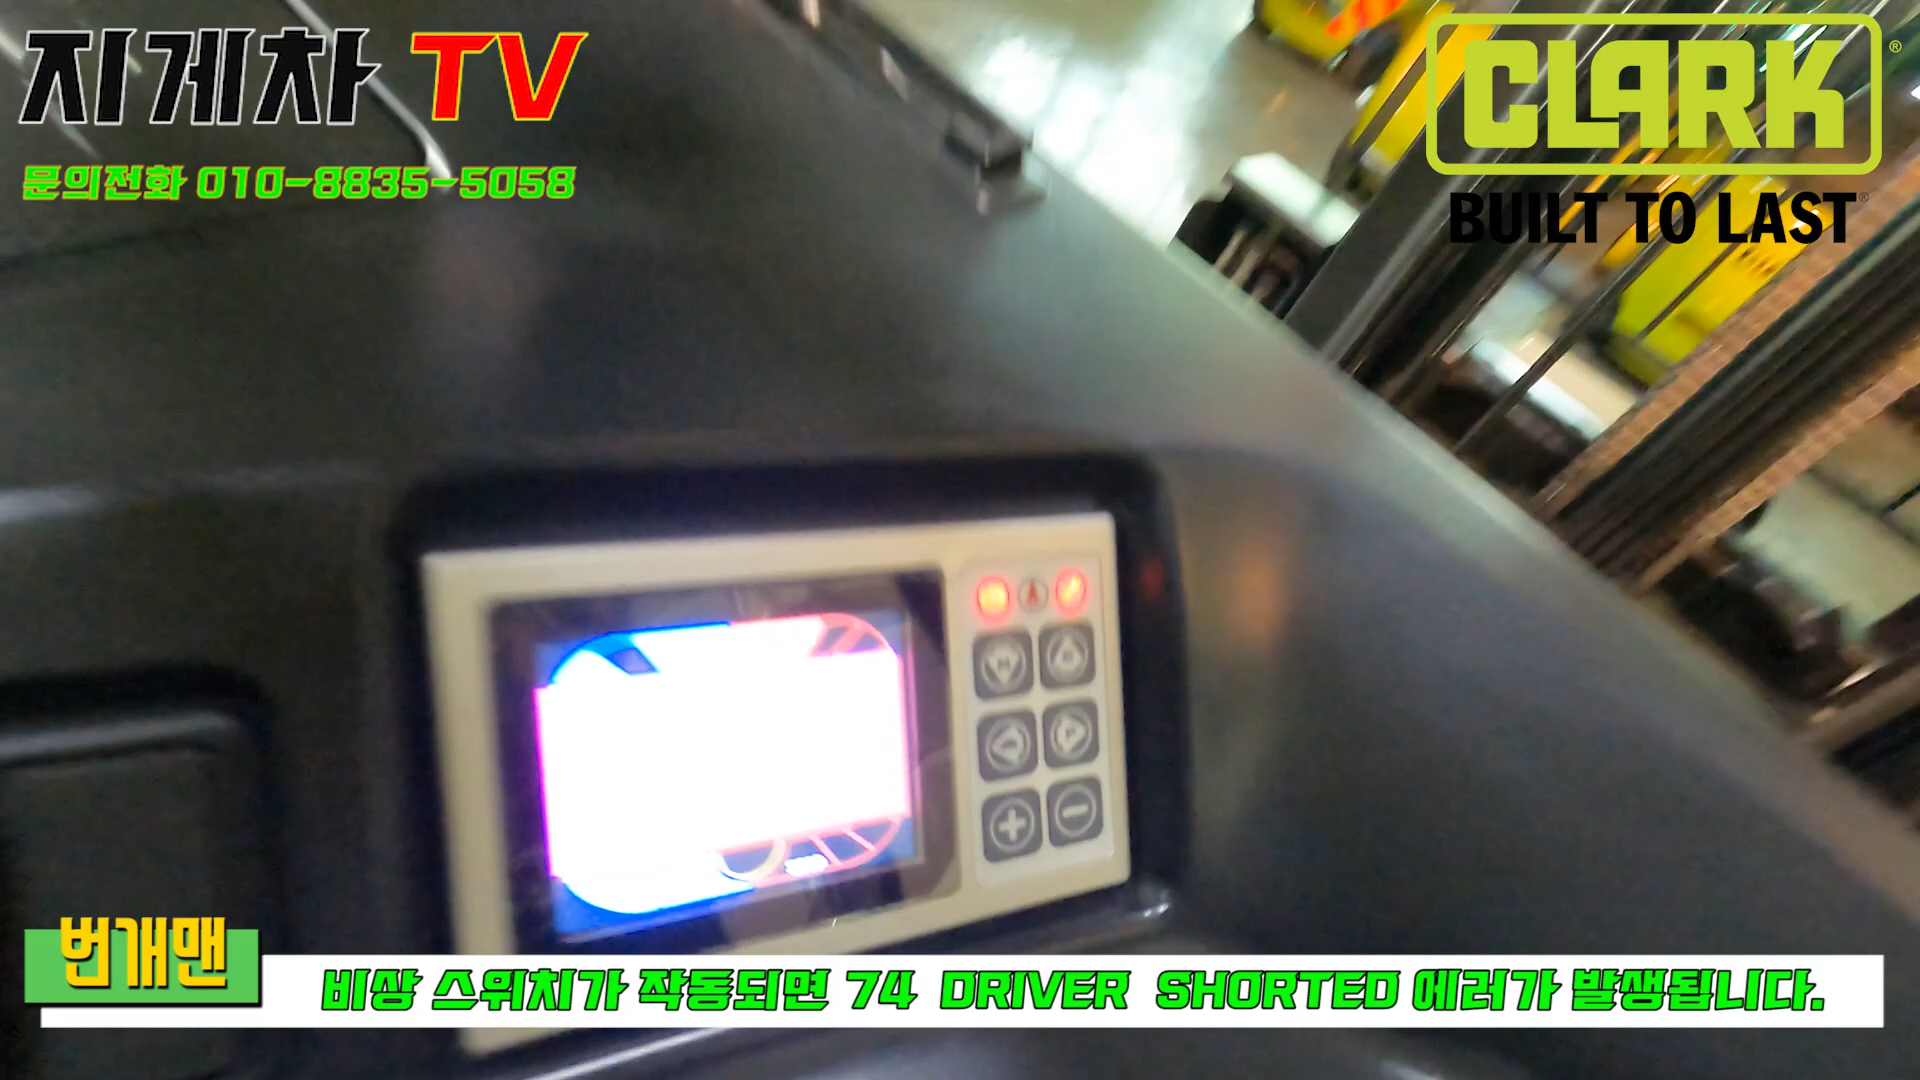 지게차 TV
문의전화 010-8835-5058
CLARK®
BUILT TO LAST®
번개맨
비상 스위치가 작동되면 74 DRIVER SHORTED 에러가 발생됩니다.